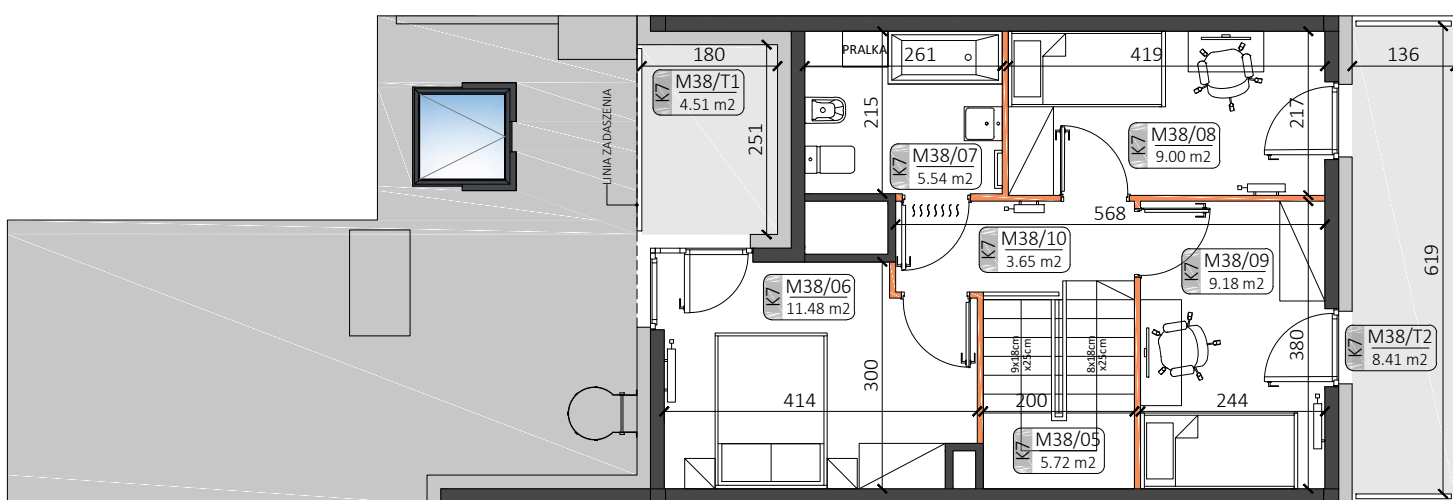 PRALKA
261
419
180
136
K7 M38/T1
4.51 m2
LINIA ZADASZENIA
251
215
217
K7 M38/07
5.54 m2
K7 M38/08
9.00 m2
568
K7 M38/10
3.65 m2
K7 M38/09
9.18 m2
619
K7 M38/06
11.48 m2
9x18cm
x25cm
8x18cm
x25cm
300
380
K7 M38/T2
8.41 m2
414
200
244
K7 M38/05
5.72 m2